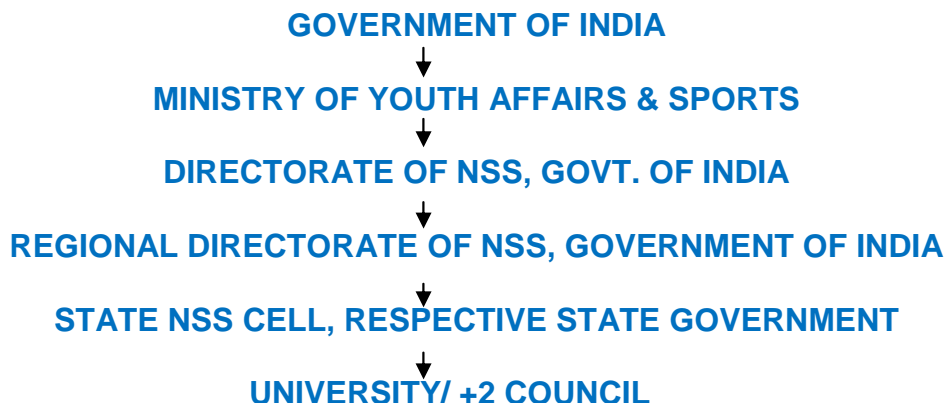 GOVERNMENT OF INDIA
MINISTRY OF YOUTH AFFAIRS & SPORTS
DIRECTORATE OF NSS, GOVT. OF INDIA
REGIONAL DIRECTORATE OF NSS, GOVERNMENT OF INDIA
STATE NSS CELL, RESPECTIVE STATE GOVERNMENT
UNIVERSITY/ +2 COUNCIL